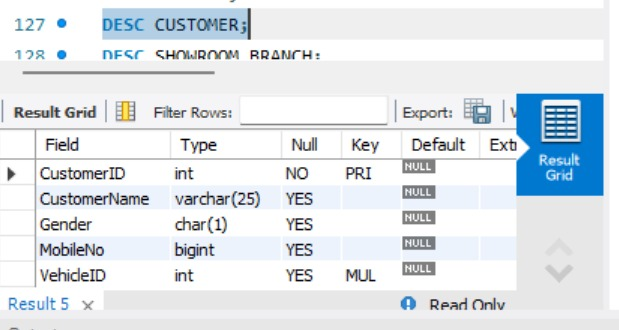 127 DESC CUSTOMER;
128 DESC SHOWROOM_BRANCH;
Result Grid Filter Rows: Export:
Field Type Null Key Default Ext
CustomerID int NO PRI NULL
CustomerName varchar(25) YES NULL
Gender char(1) YES NULL
MobileNo bigint YES NULL
VehicleID int YES MUL NULL
Result Grid
Result 5 × Read Only